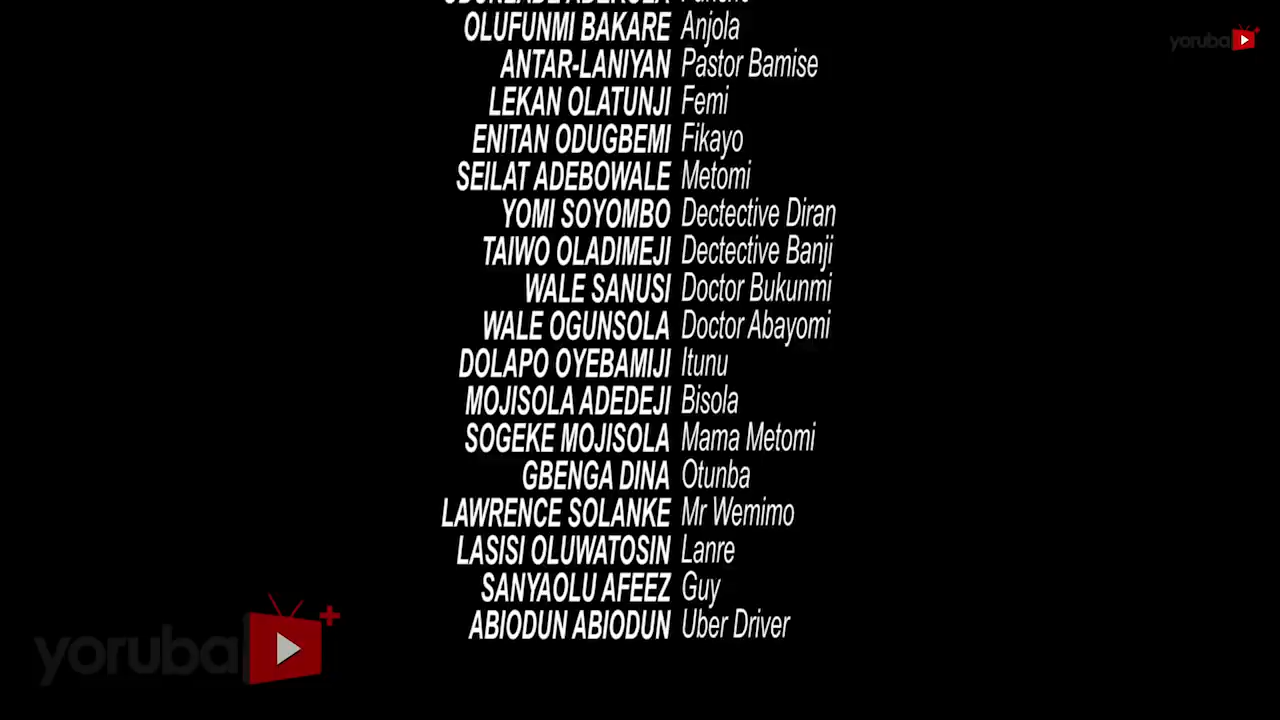 OLUFUNMI BAKARE Anjola
ANTAR-LANIYAN Pastor Bamise
LEKAN OLATUNJI Femi
ENITAN ODUGBEMI Fikayo
SEILAT ADEBOWALE Metomi
YOMI SOYOMBO Dectective Diran
TAIWO OLADIMEJI Dectective Banji
WALE SANUSI Doctor Bukunmi
WALE OGUNSOLA Doctor Abayomi
DOLAPO OYEBAMIJI Itunu
MOJISOLA ADEDEJI Bisola
SOGEKE MOJISOLA Mama Metomi
GBENGA DINA Otunba
LAWRENCE SOLANKE Mr Wemimo
LASISI OLUWATOSIN Lanre
SANYAOLU AFEEZ Guy
ABIODUN ABIODUN Uber Driver
yoruba+
yoruba+